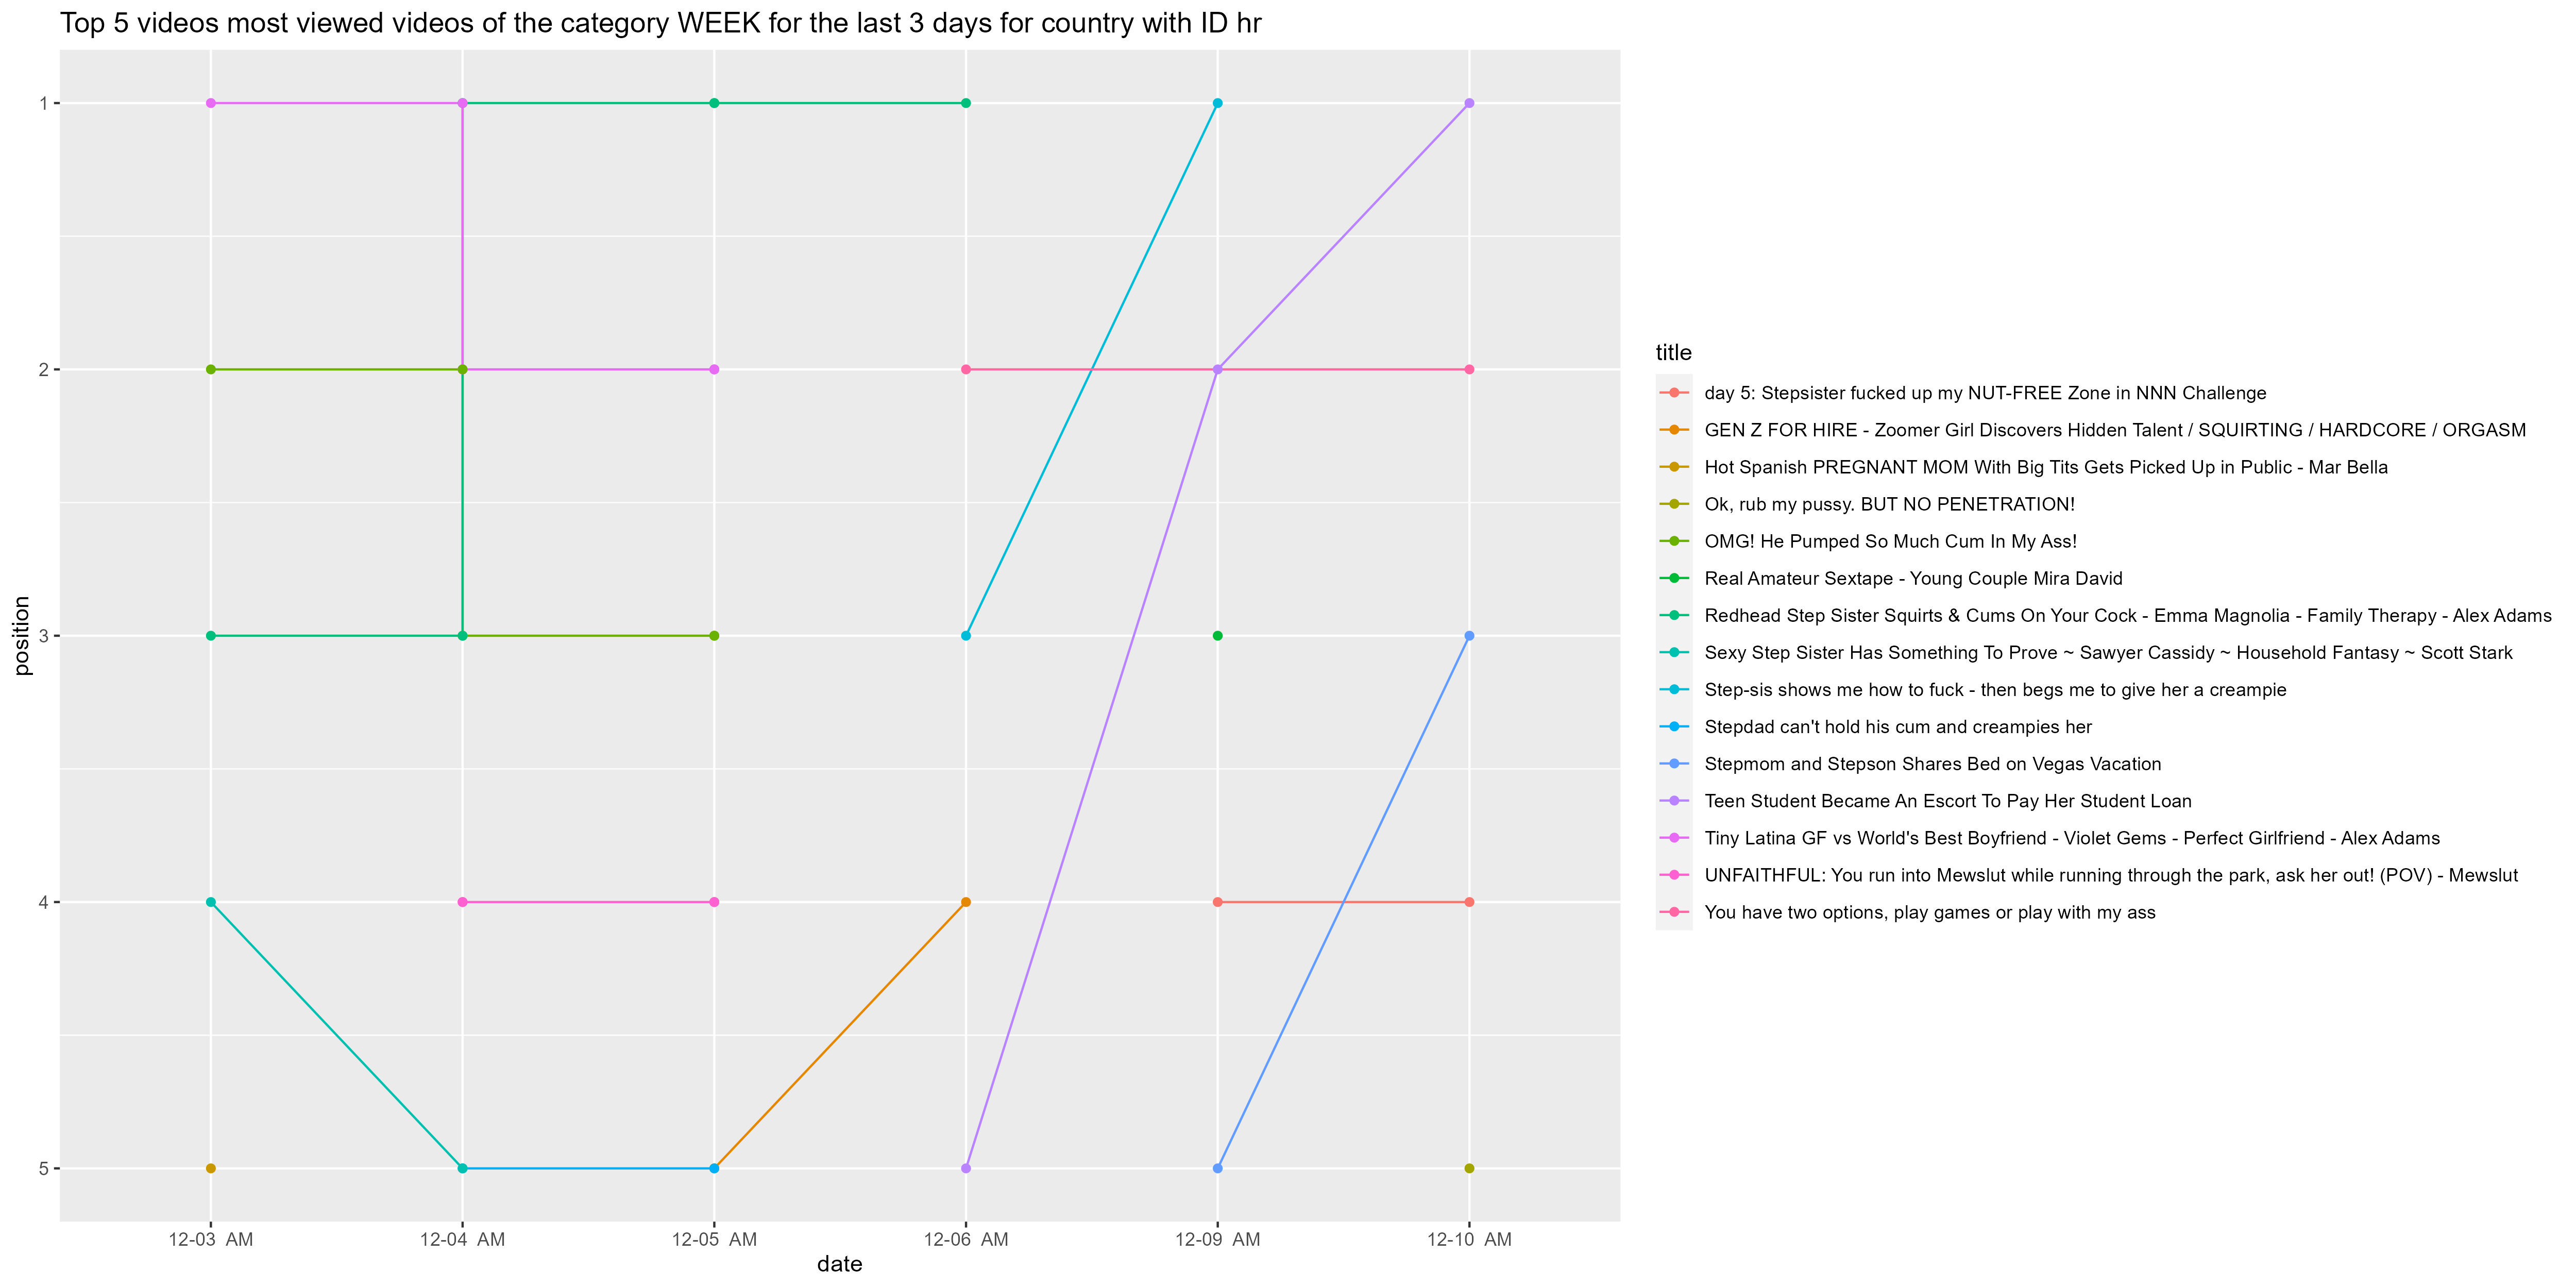 Top 5 videos most viewed videos of the category WEEK for the last 3 days for country with ID hr
position
1
2
3
4
5
12-03 AM
12-04 AM
12-05 AM
12-06 AM
12-09 AM
12-10 AM
date
title
day 5: Stepsister fucked up my NUT-FREE Zone in NNN Challenge
GEN Z FOR HIRE - Zoomer Girl Discovers Hidden Talent / SQUIRTING / HARDCORE / ORGASM
Hot Spanish PREGNANT MOM With Big Tits Gets Picked Up in Public - Mar Bella
Ok, rub my pussy. BUT NO PENETRATION!
OMG! He Pumped So Much Cum In My Ass!
Real Amateur Sextape - Young Couple Mira David
Redhead Step Sister Squirts & Cums On Your Cock - Emma Magnolia - Family Therapy - Alex Adams
Sexy Step Sister Has Something To Prove ~ Sawyer Cassidy ~ Household Fantasy ~ Scott Stark
Step-sis shows me how to fuck - then begs me to give her a creampie
Stepdad can't hold his cum and creampies her
Stepmom and Stepson Shares Bed on Vegas Vacation
Teen Student Became An Escort To Pay Her Student Loan
Tiny Latina GF vs World's Best Boyfriend - Violet Gems - Perfect Girlfriend - Alex Adams
UNFAITHFUL: You run into Mewslut while running through the park, ask her out! (POV) - Mewslut
You have two options, play games or play with my ass